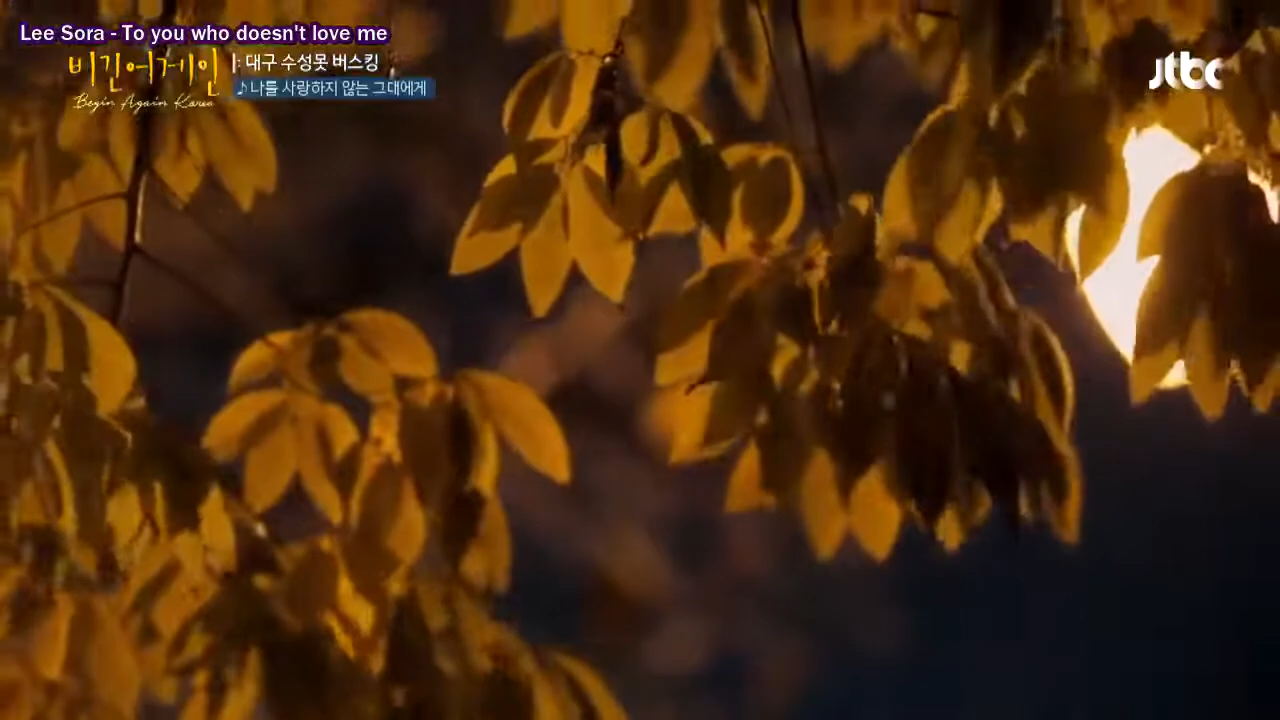 Lee Sora - To you who doesn't love me
비긴어게인
Begin Again Korea
|: 대구 수성못 버스킹
♪ 나를 사랑하지 않는 그대에게
jtbc